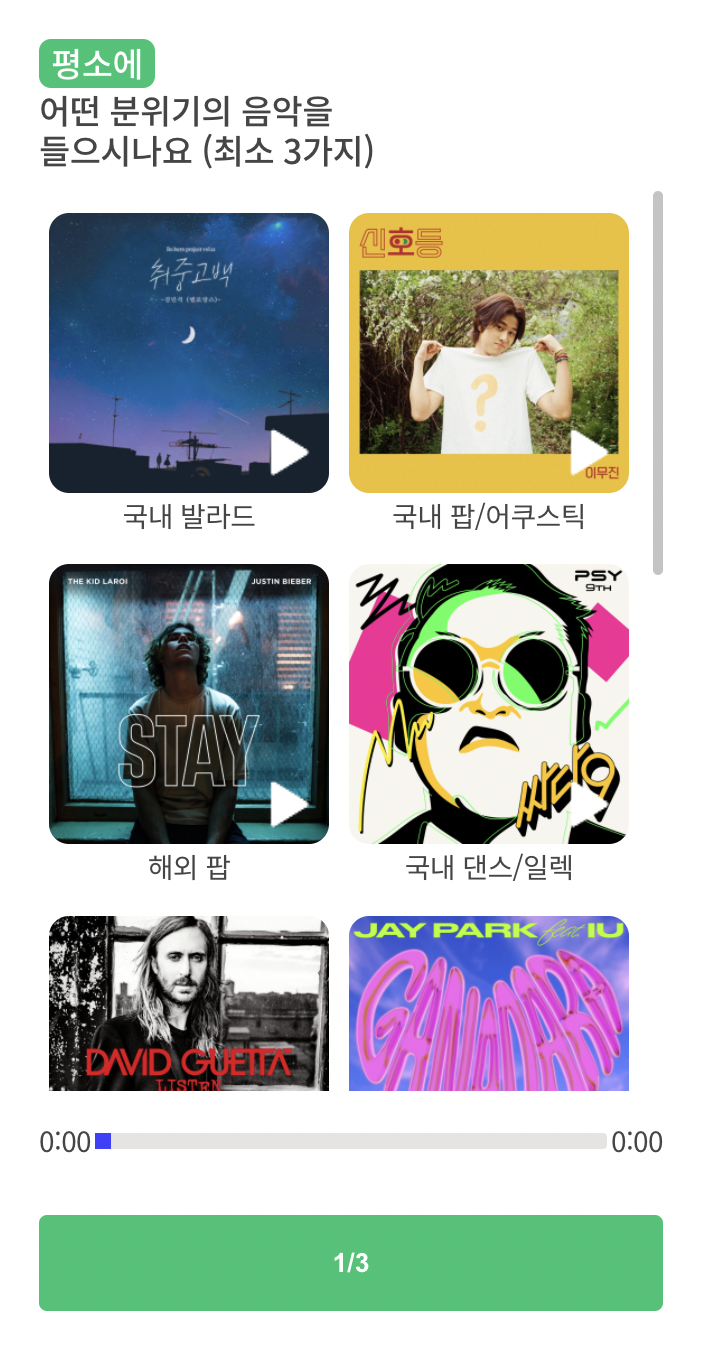 평소에
어떤 분위기의 음악을
들으시나요 (최소 3가지)
취중고백
신호등
이무진
국내 발라드
국내 팝/어쿠스틱
THE KID LAROI
JUSTIN BIEBER
STAY
PSY
9TH
싸다9
해외 팝
국내 댄스/일렉
DAVID GUETTA
LISTEN
JAY PARK feat. IU
GANADARA
0:00
0:00
1/3